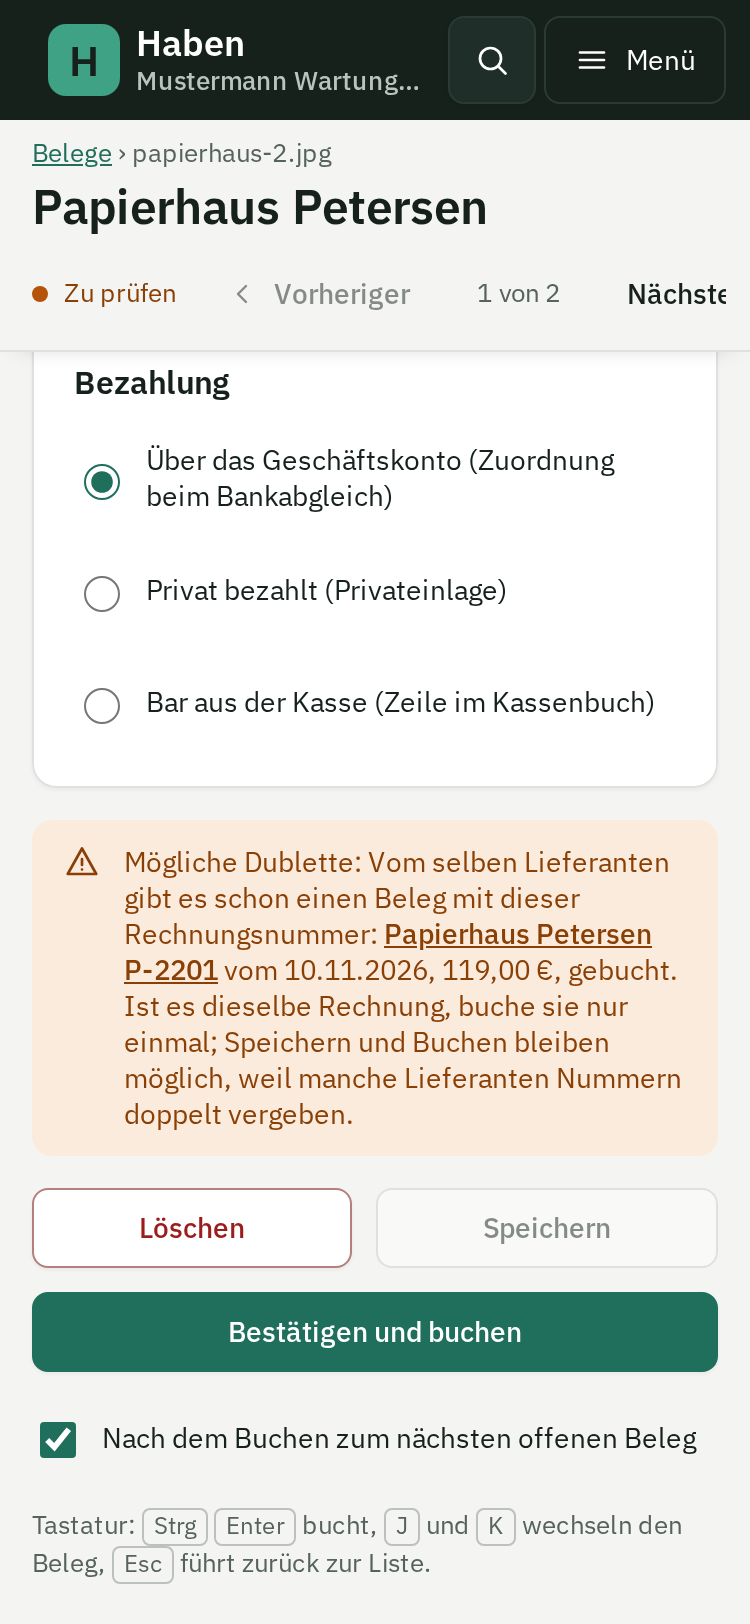 H
Haben
Mustermann Wartung...
Menü
Belege › papierhaus-2.jpg
Papierhaus Petersen
Zu prüfen
Vorheriger
1 von 2
Nächste
Bezahlung
Über das Geschäftskonto (Zuordnung
beim Bankabgleich)
Privat bezahlt (Privateinlage)
Bar aus der Kasse (Zeile im Kassenbuch)
Mögliche Dublette: Vom selben Lieferanten
gibt es schon einen Beleg mit dieser
Rechnungsnummer: Papierhaus Petersen
P-2201 vom 10.11.2026, 119,00 €, gebucht.
Ist es dieselbe Rechnung, buche sie nur
einmal; Speichern und Buchen bleiben
möglich, weil manche Lieferanten Nummern
doppelt vergeben.
Löschen
Speichern
Bestätigen und buchen
Nach dem Buchen zum nächsten offenen Beleg
Tastatur: Strg Enter bucht, J und K wechseln den
Beleg, Esc führt zurück zur Liste.